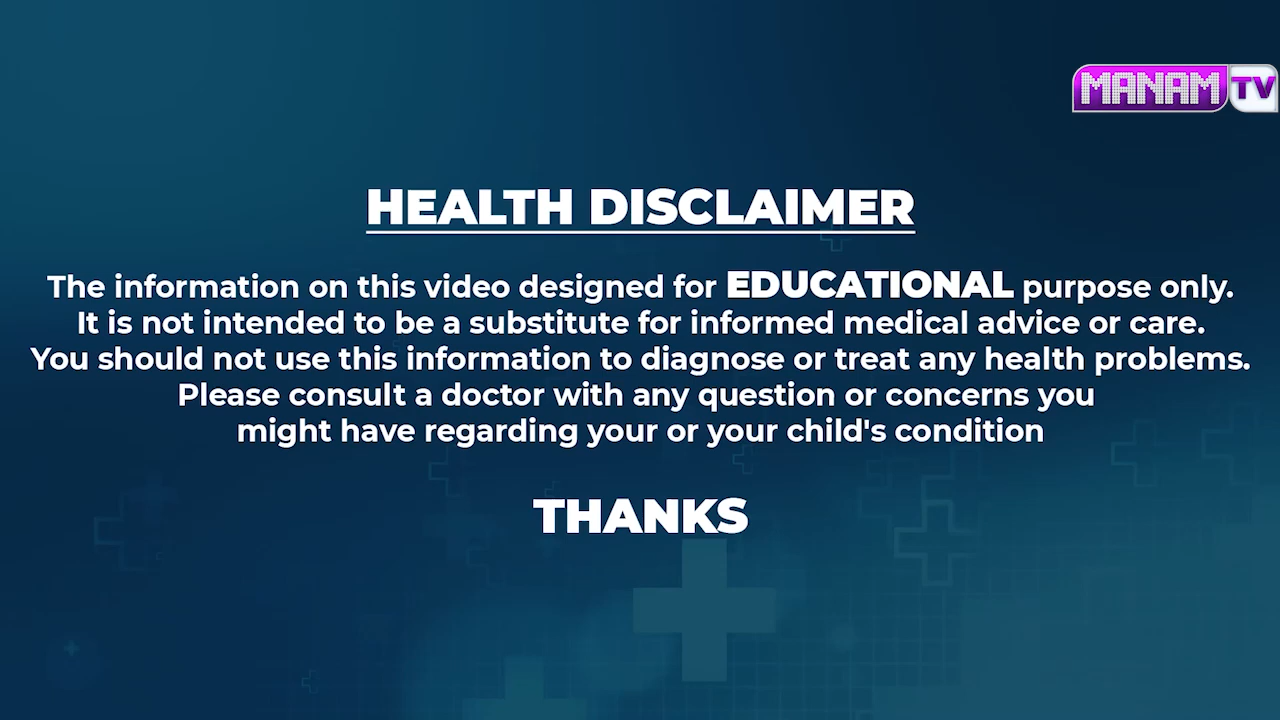 MANAM TV
HEALTH DISCLAIMER
The information on this video designed for EDUCATIONAL purpose only.
It is not intended to be a substitute for informed medical advice or care.
You should not use this information to diagnose or treat any health problems.
Please consult a doctor with any question or concerns you
might have regarding your or your child's condition
THANKS